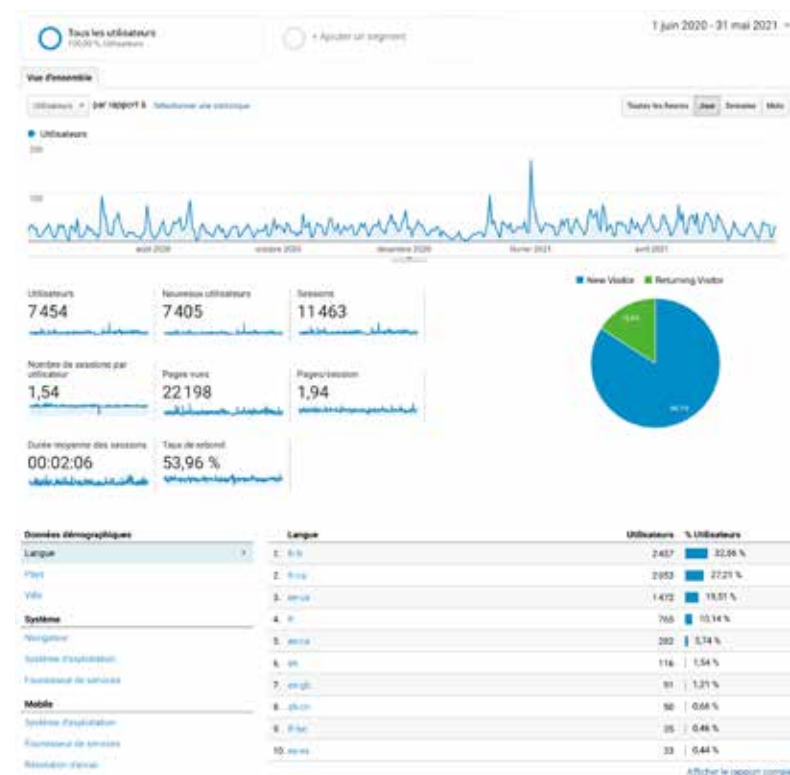 Tous les utilisateurs
100,00 % Utilisateurs
+ Ajouter un segment
1 juin 2020 - 31 mai 2021
Vue d'ensemble
Utilisateurs par rapport à Sélectionner une statistique
Toutes les heures Jour Semaine Mois
Utilisateurs
200
100
août 2020 octobre 2020 décembre 2020 février 2021 avril 2021
New Visitor Returning Visitor
Utilisateurs
7 454
Nouveaux utilisateurs
7 405
Sessions
11 463
Nombre de sessions par utilisateur
1,54
Pages vues
22 198
Pages/session
1,94
Durée moyenne des sessions
00:02:06
Taux de rebond
53,96 %
Données démographiques
Langue
Pays
Ville
Système
Navigateur
Système d'exploitation
Fournisseur de services
Mobile
Système d'exploitation
Fournisseur de services
Résolution d'écran
Langue Utilisateurs % Utilisateurs
1. fr-fr 32,56 %
2. fr-ca 2 053 27,21 %
3. en-us 1 472 19,51 %
4. fr 765 10,14 %
5. en-ca 282 3,74 %
6. en 116 1,54 %
7. en-gb 91 1,21 %
8. zh-cn 50 0,66 %
9. 35 0,46 %
10. es-es 33 0,44 %
Afficher le rapport complet